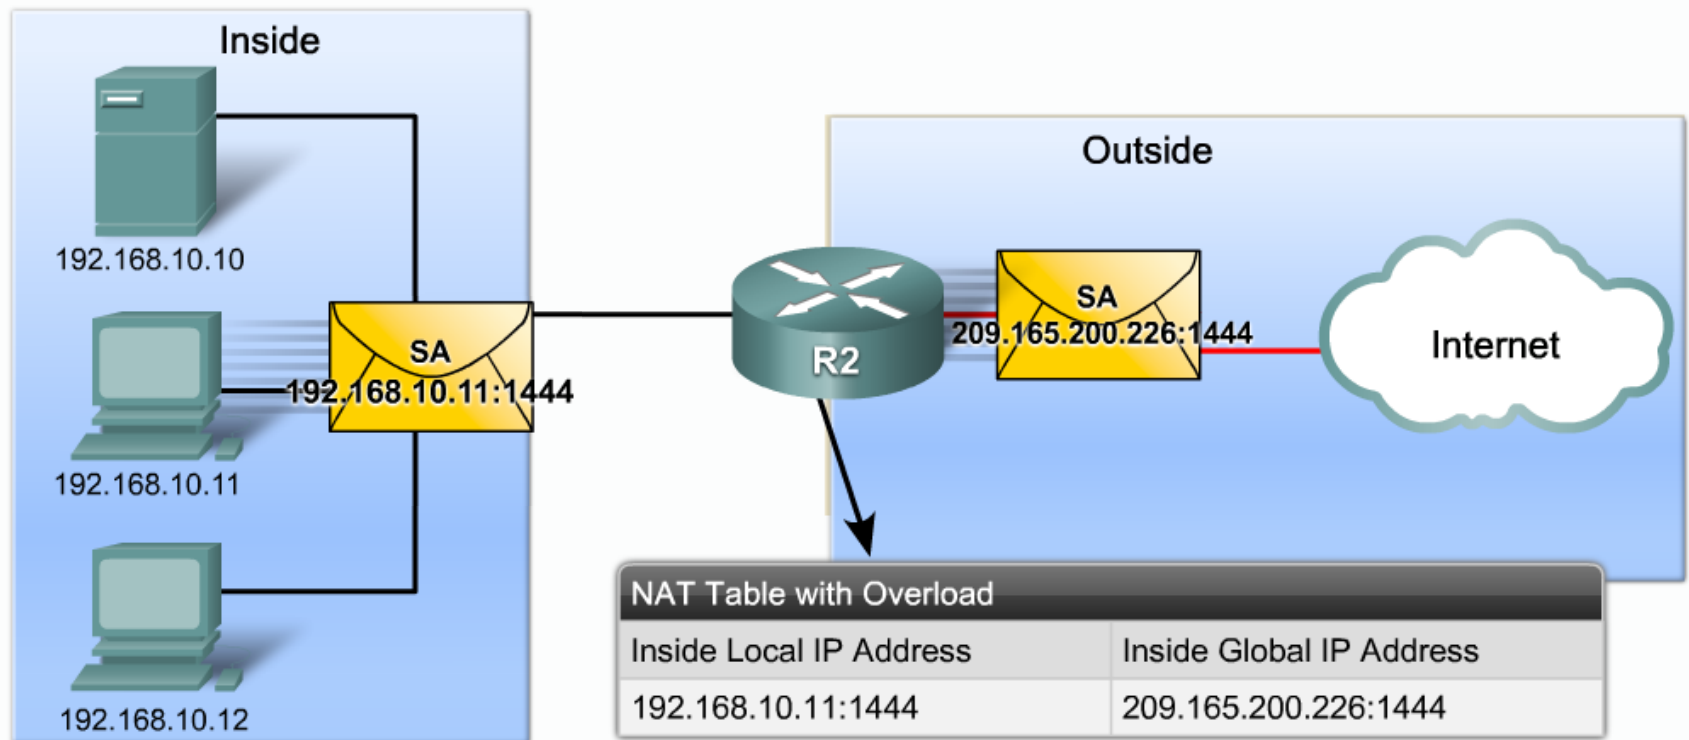 Inside
192.168.10.10
SA
192.168.10.11:1444
192.168.10.11
192.168.10.12
R2
Outside
SA
209.165.200.226:1444
Internet
NAT Table with Overload
Inside Local IP Address
Inside Global IP Address
192.168.10.11:1444
209.165.200.226:1444